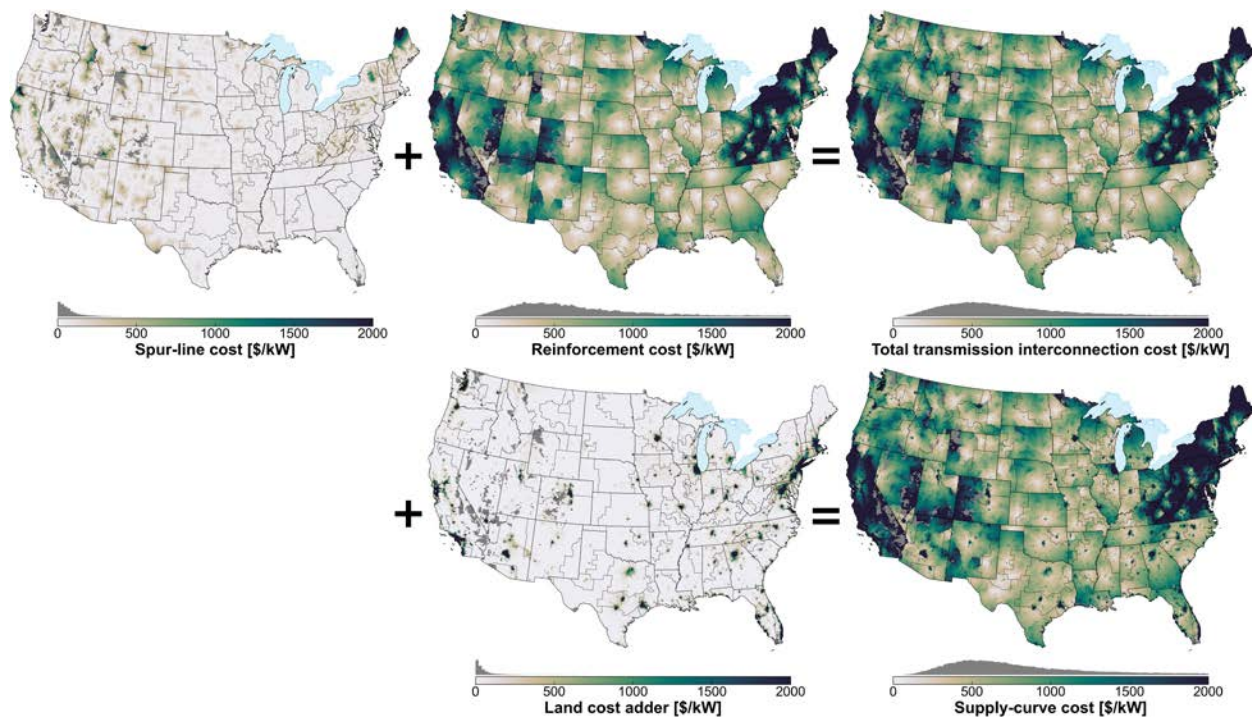 +
=
0 500 1000 1500 2000
Spur-line cost [$/kW]
0 500 1000 1500 2000
Reinforcement cost [$/kW]
0 500 1000 1500 2000
Total transmission interconnection cost [$/kW]
+
=
0 500 1000 1500 2000
Land cost adder [$/kW]
0 500 1000 1500 2000
Supply-curve cost [$/kW]